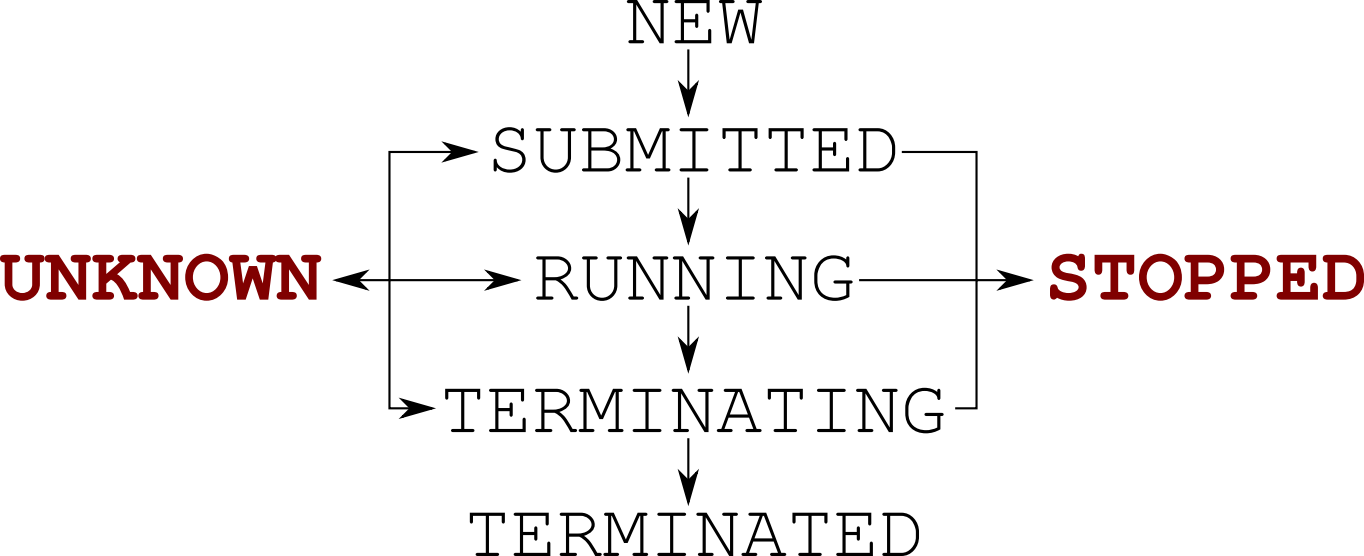 NEW
SUBMITTED
UNKNOWN
RUNNING
STOPPED
TERMINATING
TERMINATED